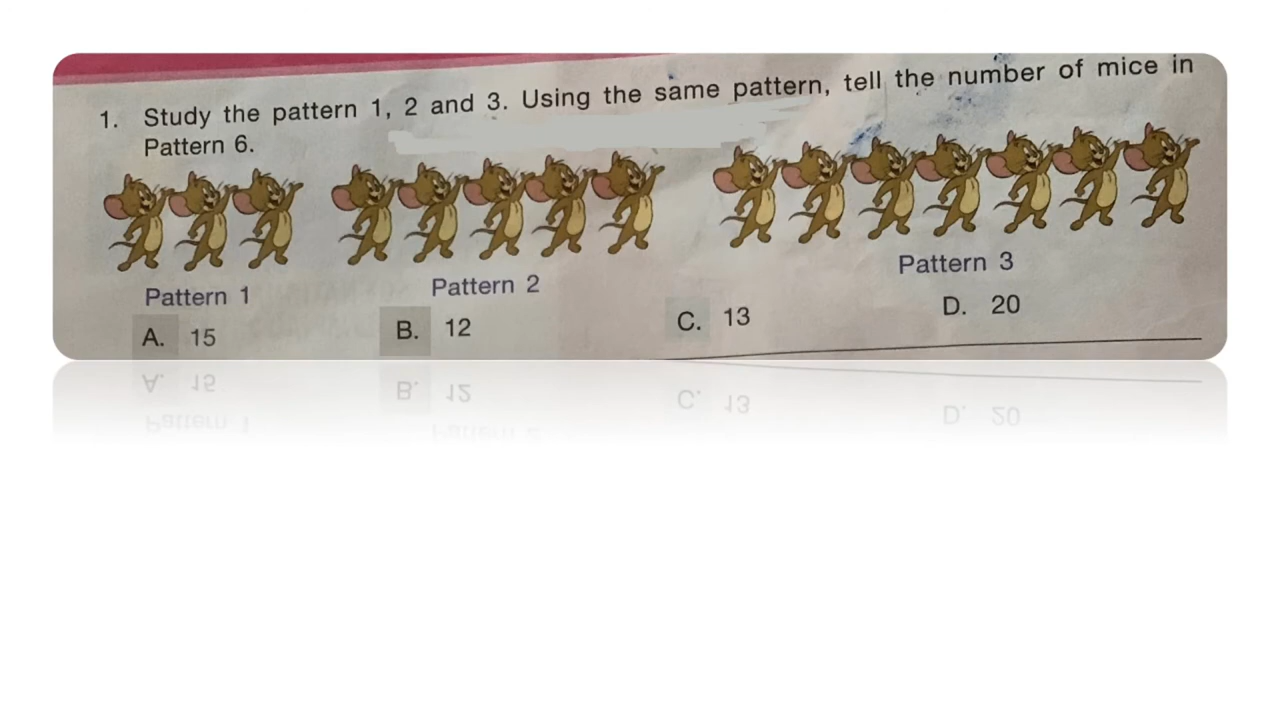 1. Study the pattern 1, 2 and 3. Using the same pattern, tell the number of mice in
Pattern 6.
Pattern 1
Pattern 2
Pattern 3
A. 15
B. 12
C. 13
D. 20